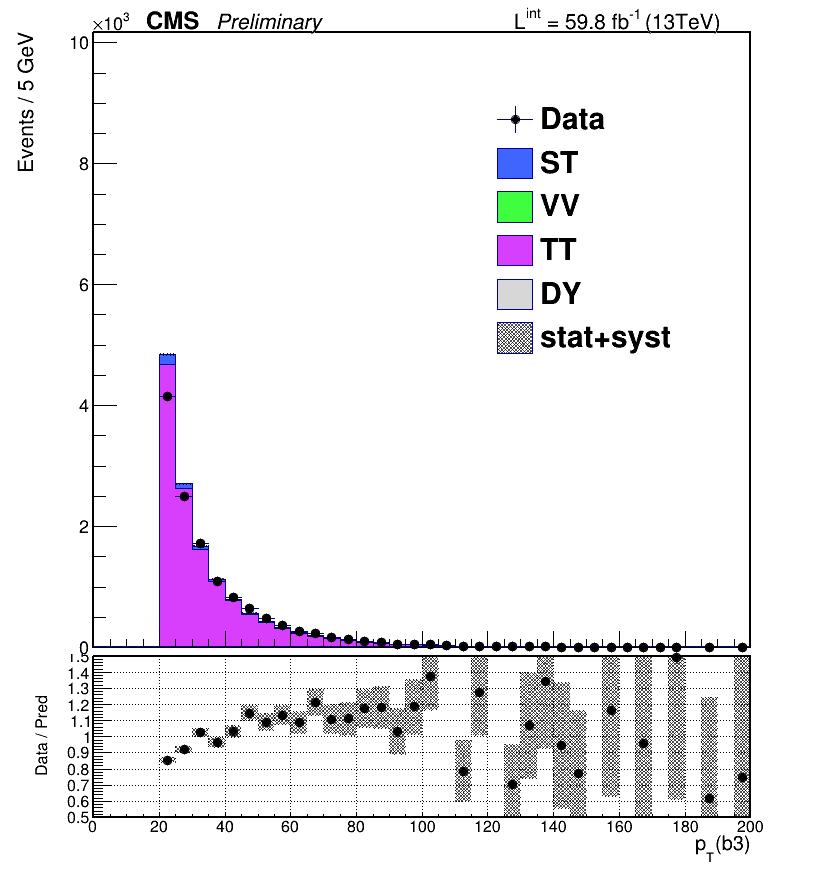 ×10³ CMS Preliminary L^int = 59.8 fb⁻¹ (13TeV)
Events / 5 GeV
10
8
6
4
2
0
Data
ST
VV
TT
DY
stat+syst
Data / Pred
1.5
1.4
1.3
1.2
1.1
1
0.9
0.8
0.7
0.6
0.5
0 20 40 60 80 100 120 140 160 180 200
p_T(b3)